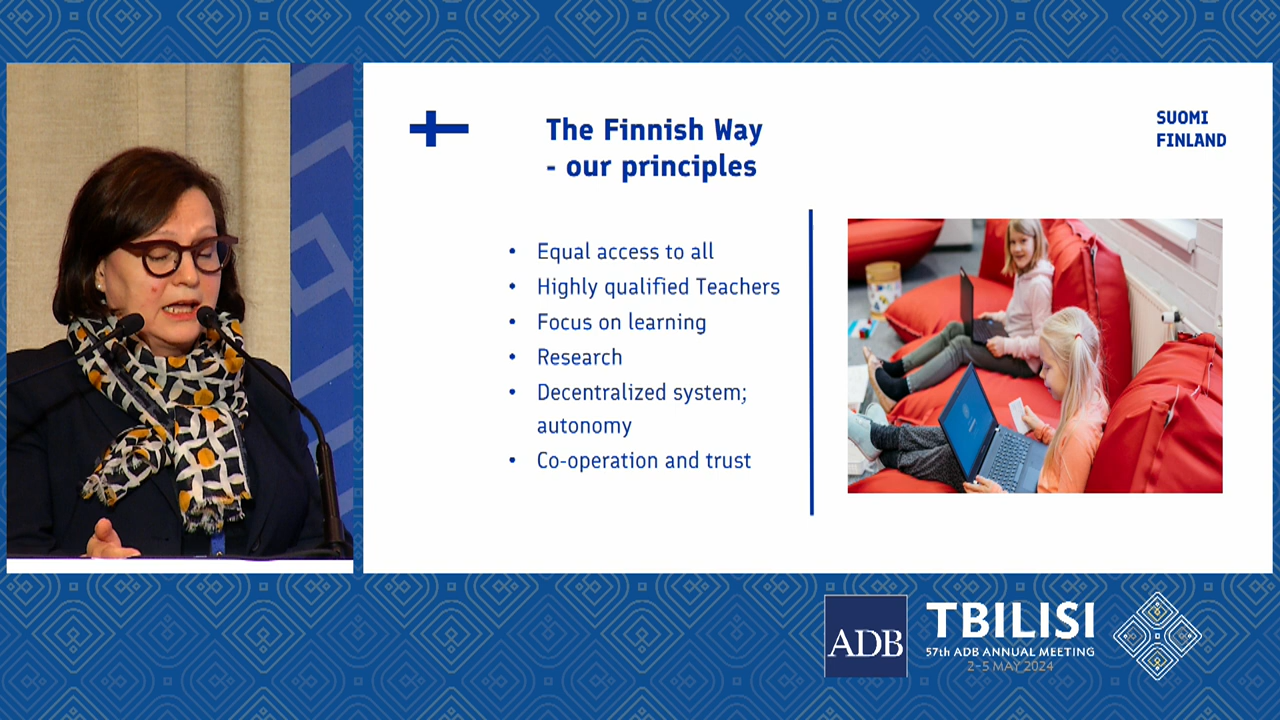 The Finnish Way
- our principles
SUOMI
FINLAND
• Equal access to all
• Highly qualified Teachers
• Focus on learning
• Research
• Decentralized system;
autonomy
• Co-operation and trust
ADB
TBILISI
57th ADB ANNUAL MEETING
2-5 MAY 2024